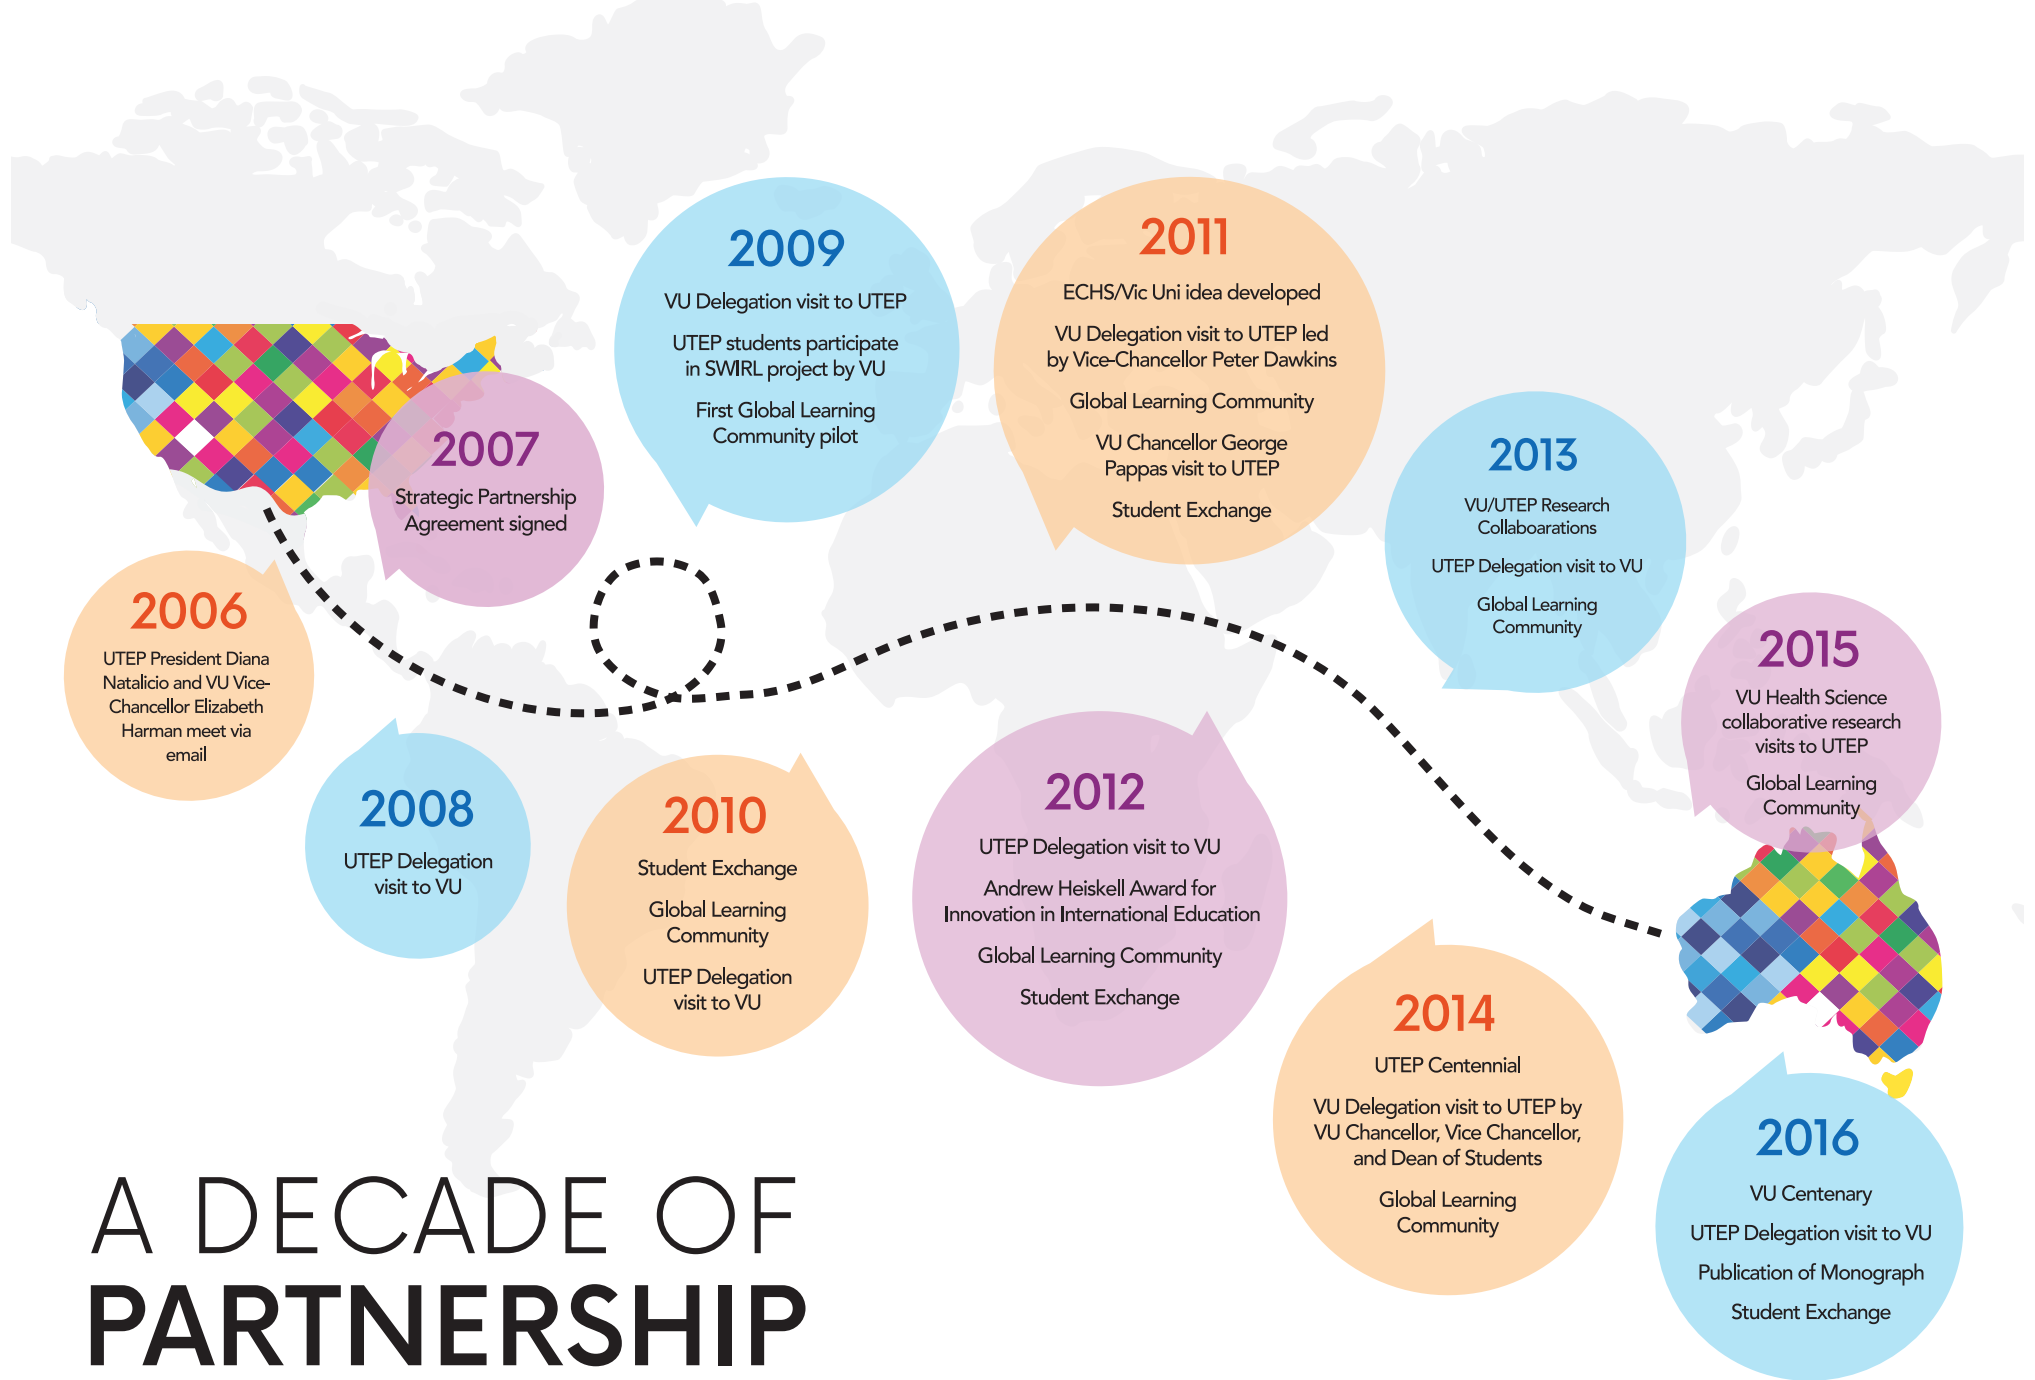 2006
UTEP President Diana
Natalicio and VU Vice-
Chancellor Elizabeth
Harman meet via
email
2007
Strategic Partnership
Agreement signed
2008
UTEP Delegation
visit to VU
2009
VU Delegation visit to UTEP
UTEP students participate
in SWIRL project by VU
First Global Learning
Community pilot
2010
Student Exchange
Global Learning
Community
UTEP Delegation
visit to VU
2011
ECHS/Vic Uni idea developed
VU Delegation visit to UTEP led
by Vice-Chancellor Peter Dawkins
Global Learning Community
VU Chancellor George
Pappas visit to UTEP
Student Exchange
2012
UTEP Delegation visit to VU
Andrew Heiskell Award for
Innovation in International Education
Global Learning Community
Student Exchange
2013
VU/UTEP Research
Collaboarations
UTEP Delegation visit to VU
Global Learning
Community
2014
UTEP Centennial
VU Delegation visit to UTEP by
VU Chancellor, Vice Chancellor,
and Dean of Students
Global Learning
Community
2015
VU Health Science
collaborative research
visits to UTEP
Global Learning
Community
2016
VU Centenary
UTEP Delegation visit to VU
Publication of Monograph
Student Exchange
A DECADE OF
PARTNERSHIP